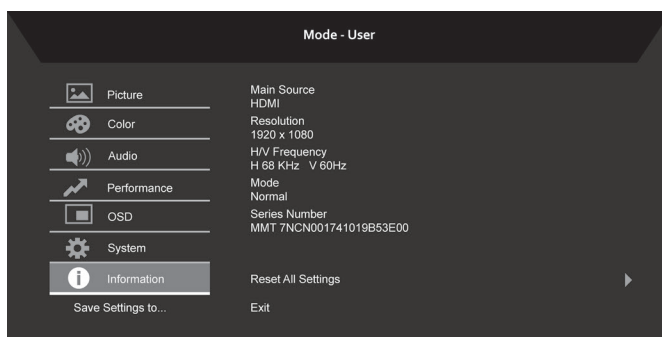 Mode - User
Picture
Color
Audio
Performance
OSD
System
Information
Save Settings to...
Main Source
HDMI
Resolution
1920 x 1080
H/V Frequency
H 68 KHz V 60Hz
Mode
Normal
Series Number
MMT 7NCN001741019B53E00
Reset All Settings
Exit